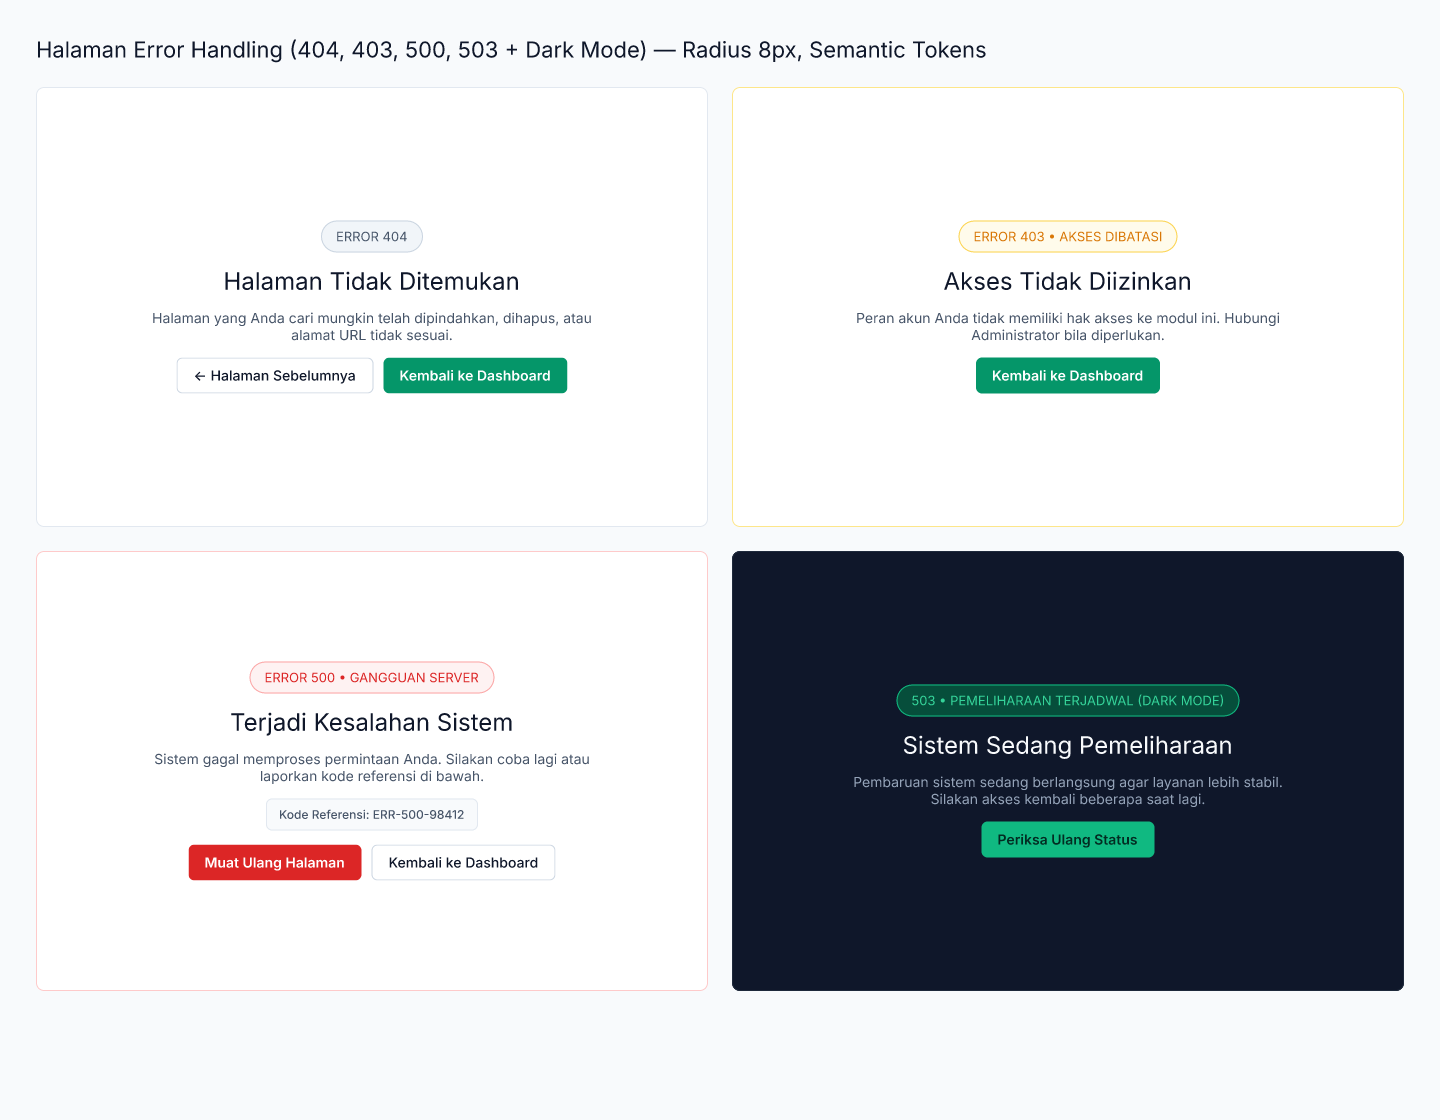 Halaman Error Handling (404, 403, 500, 503 + Dark Mode) — Radius 8px, Semantic Tokens
ERROR 404
Halaman Tidak Ditemukan
Halaman yang Anda cari mungkin telah dipindahkan, dihapus, atau
alamat URL tidak sesuai.
← Halaman Sebelumnya
Kembali ke Dashboard
ERROR 403 • AKSES DIBATASI
Akses Tidak Diizinkan
Peran akun Anda tidak memiliki hak akses ke modul ini. Hubungi
Administrator bila diperlukan.
Kembali ke Dashboard
ERROR 500 • GANGGUAN SERVER
Terjadi Kesalahan Sistem
Sistem gagal memproses permintaan Anda. Silakan coba lagi atau
laporkan kode referensi di bawah.
Kode Referensi: ERR-500-98412
Muat Ulang Halaman
Kembali ke Dashboard
503 • PEMELIHARAAN TERJADWAL (DARK MODE)
Sistem Sedang Pemeliharaan
Pembaruan sistem sedang berlangsung agar layanan lebih stabil.
Silakan akses kembali beberapa saat lagi.
Periksa Ulang Status